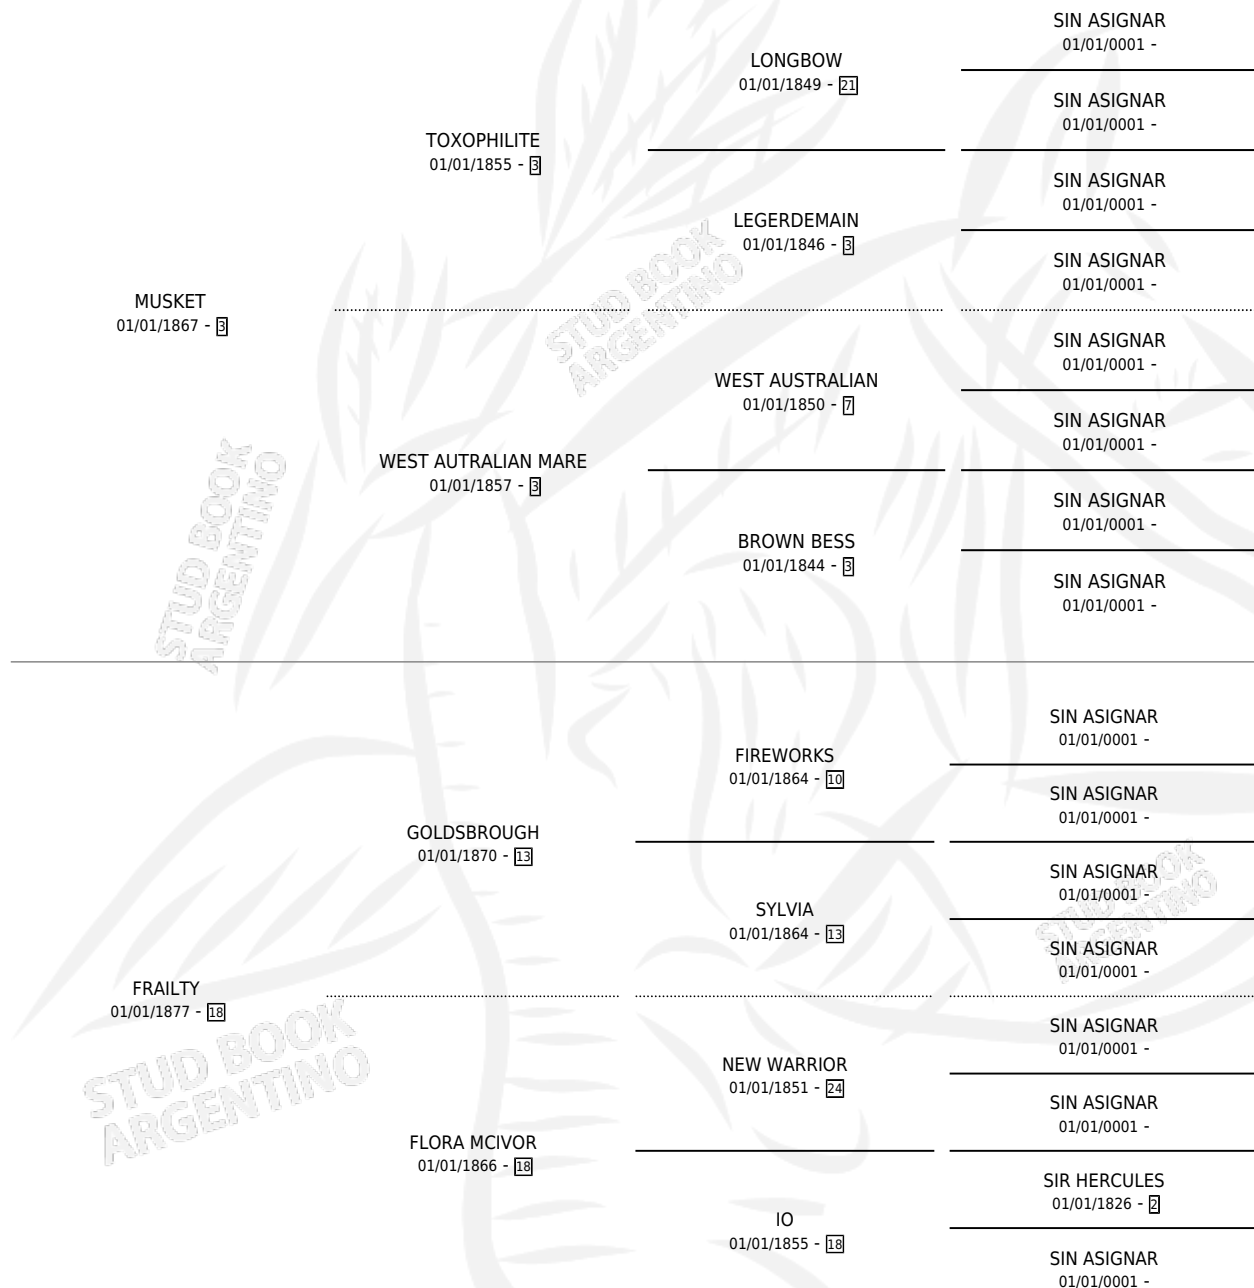 SIN ASIGNAR
01/01/0001 -
LONGBOW
01/01/1849 - 21
SIN ASIGNAR
01/01/0001 -
TOXOPHILITE
01/01/1855 - 3
SIN ASIGNAR
01/01/0001 -
LEGERDEMAIN
01/01/1846 - 3
SIN ASIGNAR
01/01/0001 -
MUSKET
01/01/1867 - 3
STUD BOOK
ARGENTINO
SIN ASIGNAR
01/01/0001 -
WEST AUSTRALIAN
01/01/1850 - 7
SIN ASIGNAR
01/01/0001 -
WEST AUTRALIAN MARE
01/01/1857 - 3
SIN ASIGNAR
01/01/0001 -
BROWN BESS
01/01/1844 - 3
SIN ASIGNAR
01/01/0001 -
STUD BOOK
ARGENTINO
SIN ASIGNAR
01/01/0001 -
FIREWORKS
01/01/1864 - 10
SIN ASIGNAR
01/01/0001 -
GOLDSBROUGH
01/01/1870 - 13
SIN ASIGNAR
01/01/0001 -
SYLVIA
01/01/1864 - 13
SIN ASIGNAR
01/01/0001 -
STUD BOOK
ARGENTINO
FRAILTY
01/01/1877 - 18
SIN ASIGNAR
01/01/0001 -
NEW WARRIOR
01/01/1851 - 24
SIN ASIGNAR
01/01/0001 -
STUD BOOK
ARGENTINO
FLORA MCIVOR
01/01/1866 - 18
SIR HERCULES
01/01/1826 - 2
IO
01/01/1855 - 18
SIN ASIGNAR
01/01/0001 -